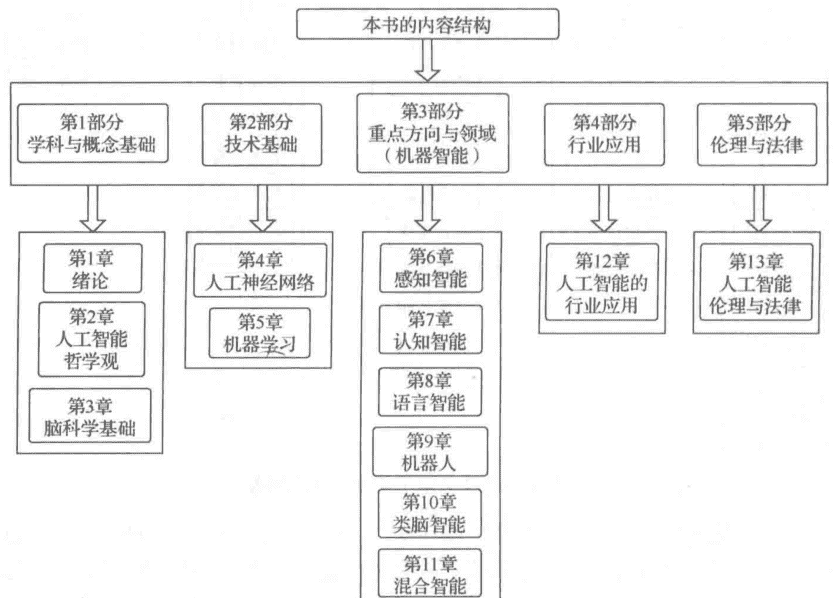 本书的内容结构
第1部分
学科与概念基础
第2部分
技术基础
第3部分
重点方向与领域
（机器智能）
第4部分
行业应用
第5部分
伦理与法律
第1章
绪论
第2章
人工智能
哲学观
第3章
脑科学基础
第4章
人工神经网络
第5章
机器学习
第6章
感知智能
第7章
认知智能
第8章
语言智能
第9章
机器人
第10章
类脑智能
第11章
混合智能
第12章
人工智能的
行业应用
第13章
人工智能
伦理与法律